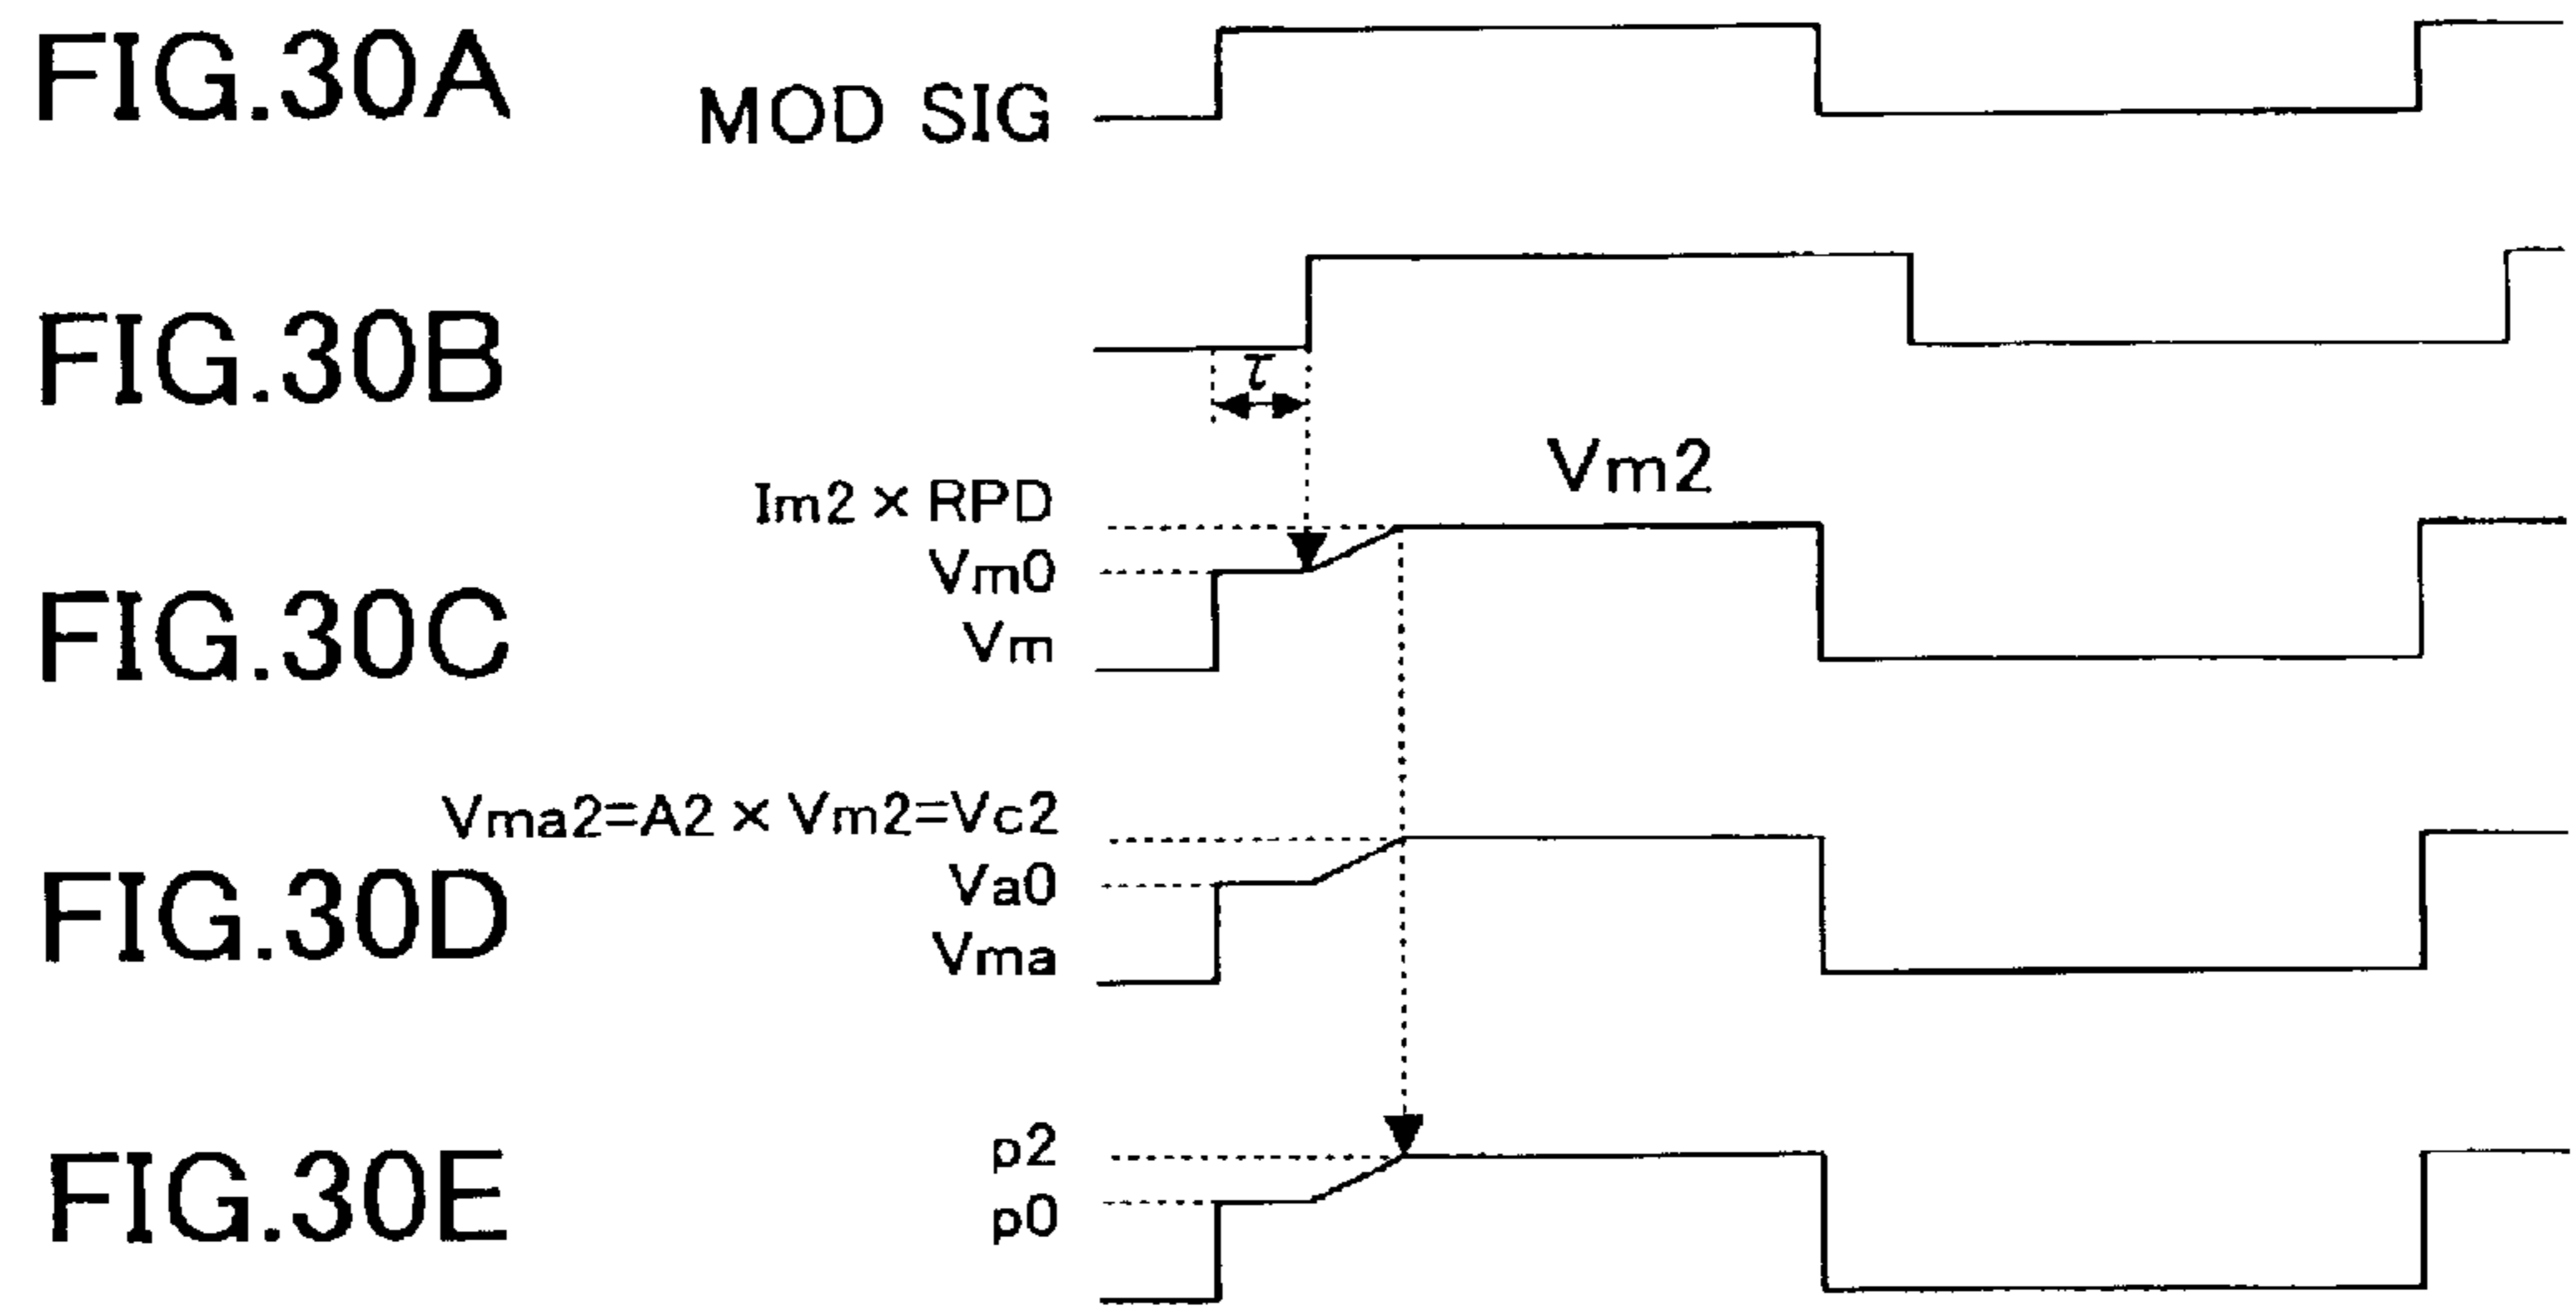 FIG.30A
MOD SIG
FIG.30B
τ
FIG.30C
Im2 × RPD
Vm0
Vm
Vm2
FIG.30D
Vma2=A2 × Vm2=Vc2
Va0
Vma
FIG.30E
p2
p0